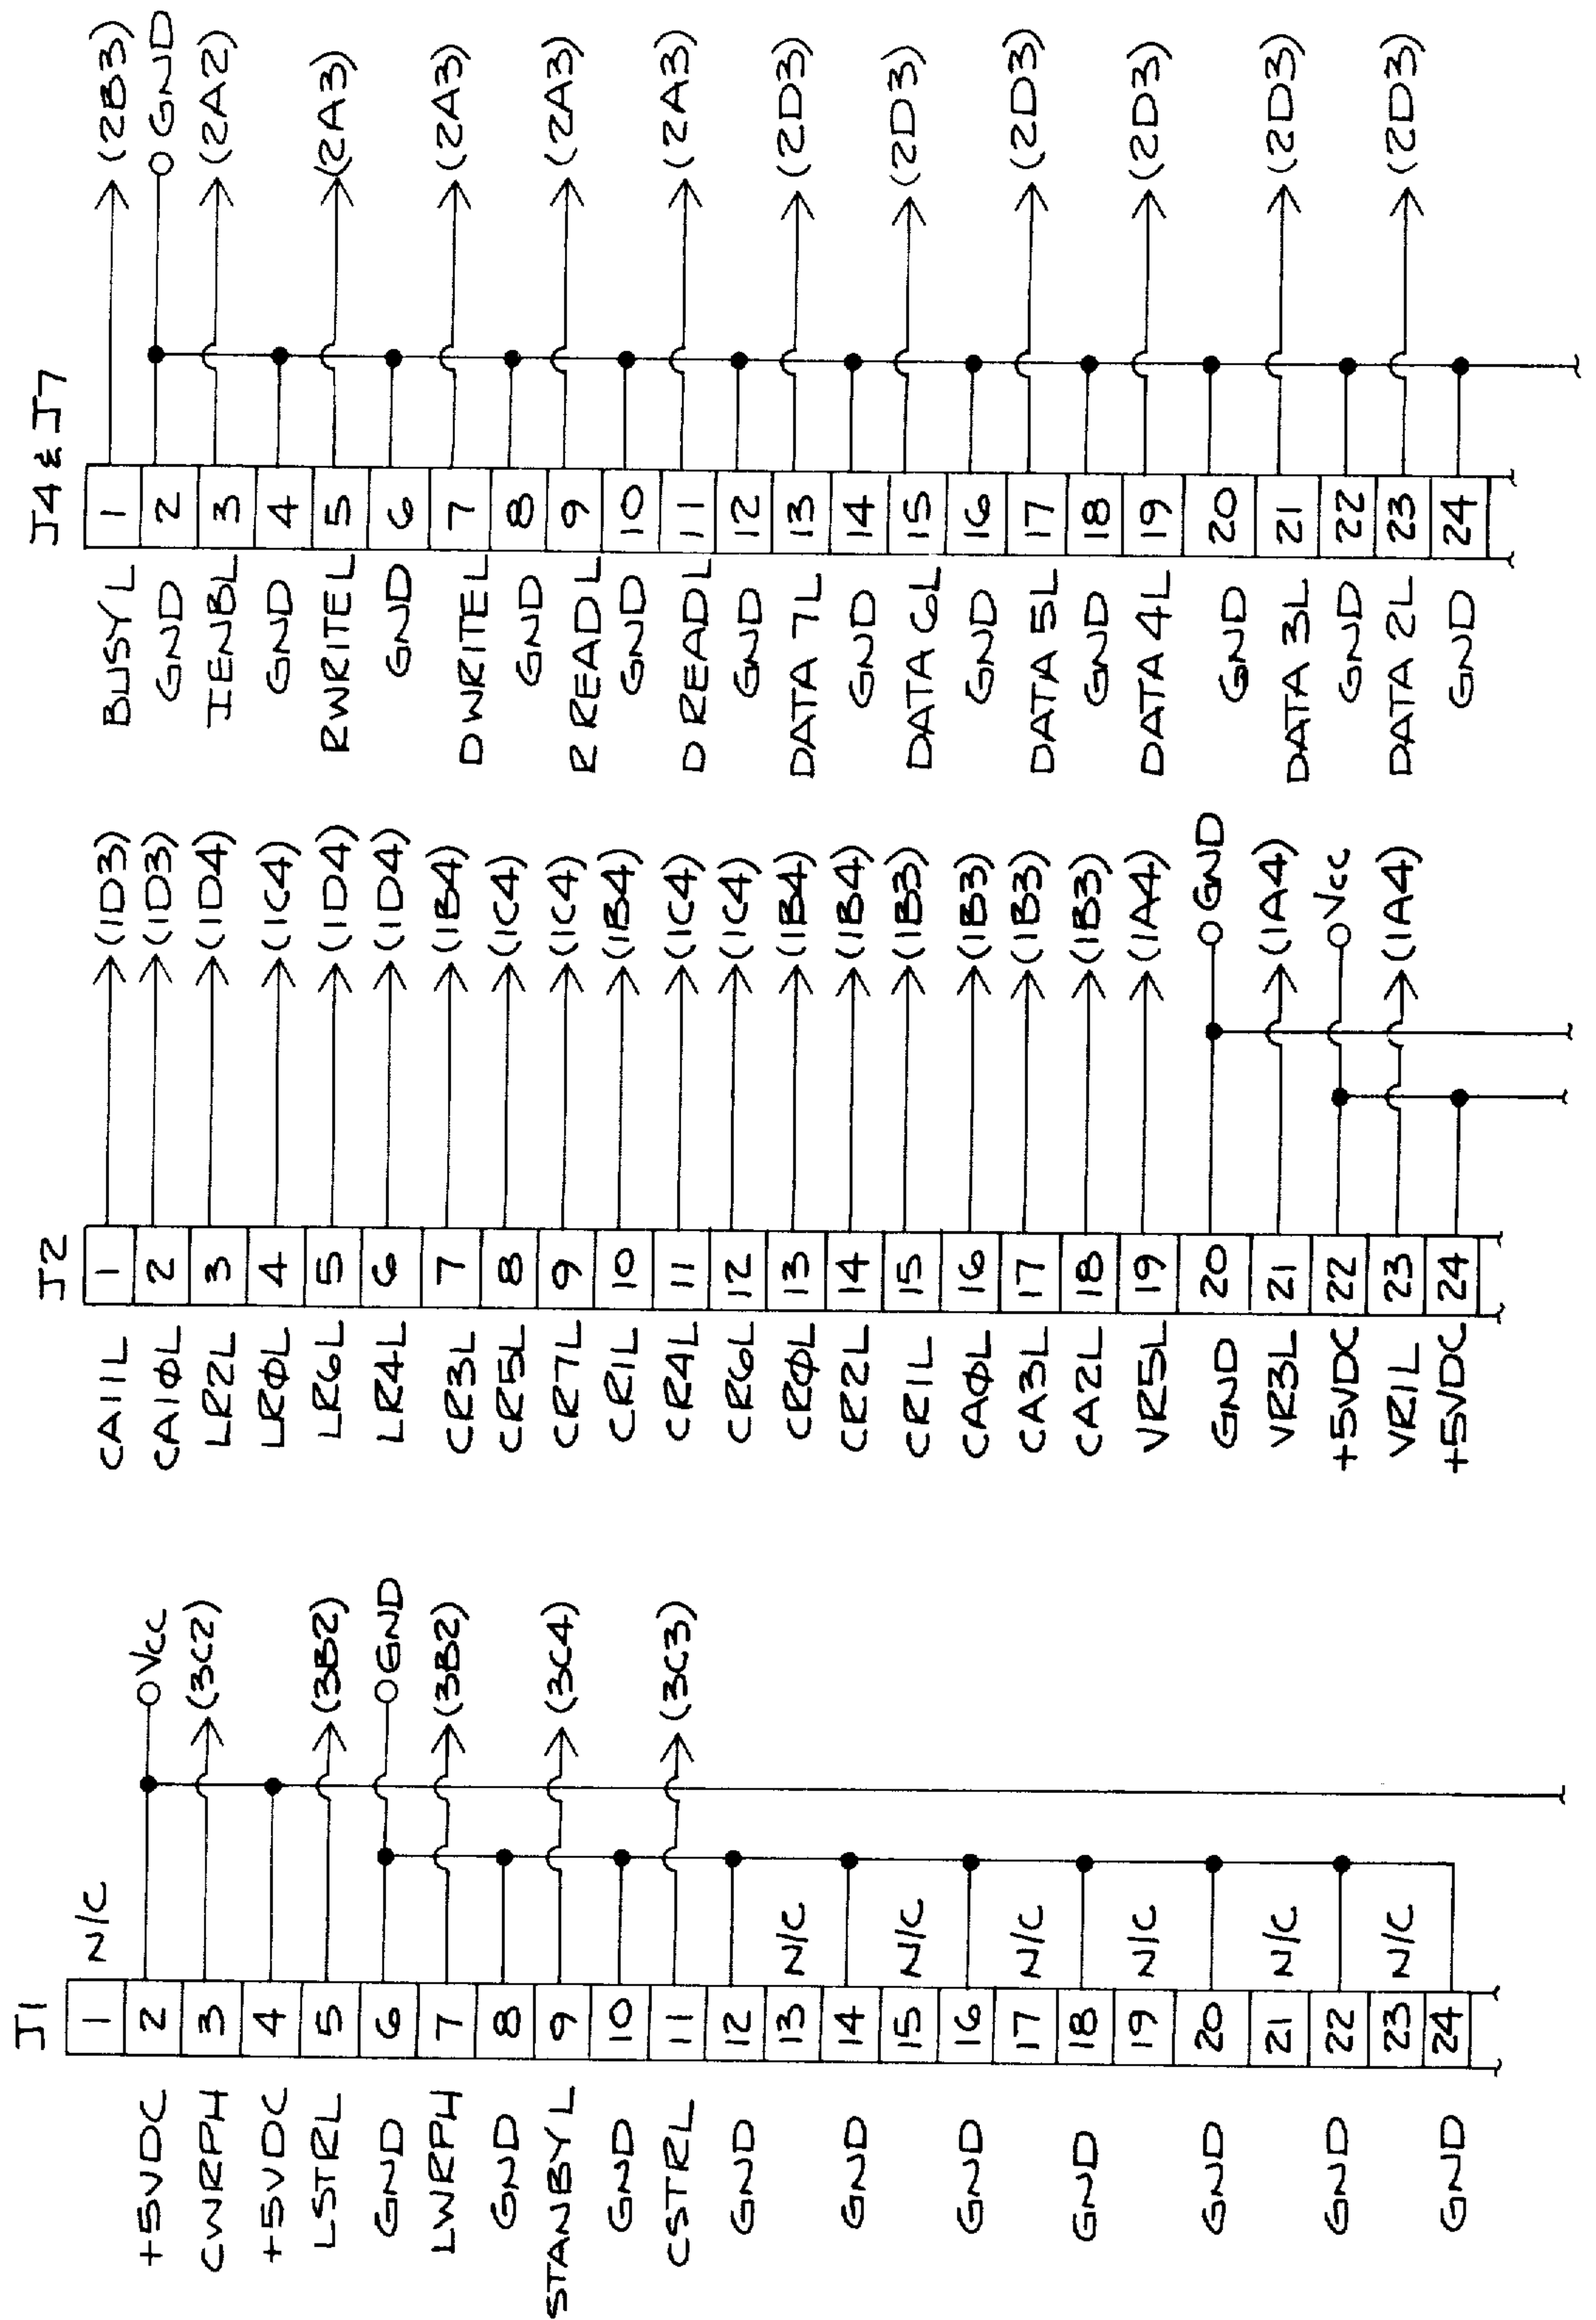 J1
1 N/C
+5VDC 2 Vcc
CWRPH 3 (3C2)
+5VDC 4
LSTRL 5 (3B2)
GND 6 GND
LWRPH 7 (3B2)
GND 8
STANBYL 9 (3C4)
GND 10
CSTRL 11 (3C3)
GND 12
13 N/C
GND 14
15 N/C
GND 16
17 N/C
GND 18
19 N/C
GND 20
21 N/C
GND 22
23 N/C
GND 24
J2
CA11L 1 (1D3)
CA1ØL 2 (1D3)
LR2L 3 (1D4)
LRØL 4 (1C4)
LR6L 5 (1D4)
LR4L 6 (1D4)
CR3L 7 (1B4)
CR5L 8 (1C4)
CR7L 9 (1C4)
CR1L 10 (1B4)
CR4L 11 (1C4)
CR6L 12 (1C4)
CRØL 13 (1B4)
CR2L 14 (1B4)
CR1L 15 (1B3)
CAØL 16 (1B3)
CA3L 17 (1B3)
CA2L 18 (1B3)
VR5L 19 (1A4)
GND 20 GND
VR3L 21 (1A4)
+5VDC 22 Vcc
VR1L 23 (1A4)
+5VDC 24
J4 & J7
BUSYL 1 (2B3)
GND 2 GND
IENBL 3 (2A2)
GND 4
RWRITEL 5 (2A3)
GND 6
DWRITEL 7 (2A3)
GND 8
R READL 9 (2A3)
GND 10
D READL 11 (2A3)
GND 12
DATA 7L 13 (2D3)
GND 14
DATA 6L 15 (2D3)
GND 16
DATA 5L 17 (2D3)
GND 18
DATA 4L 19 (2D3)
GND 20
DATA 3L 21 (2D3)
GND 22
DATA 2L 23 (2D3)
GND 24